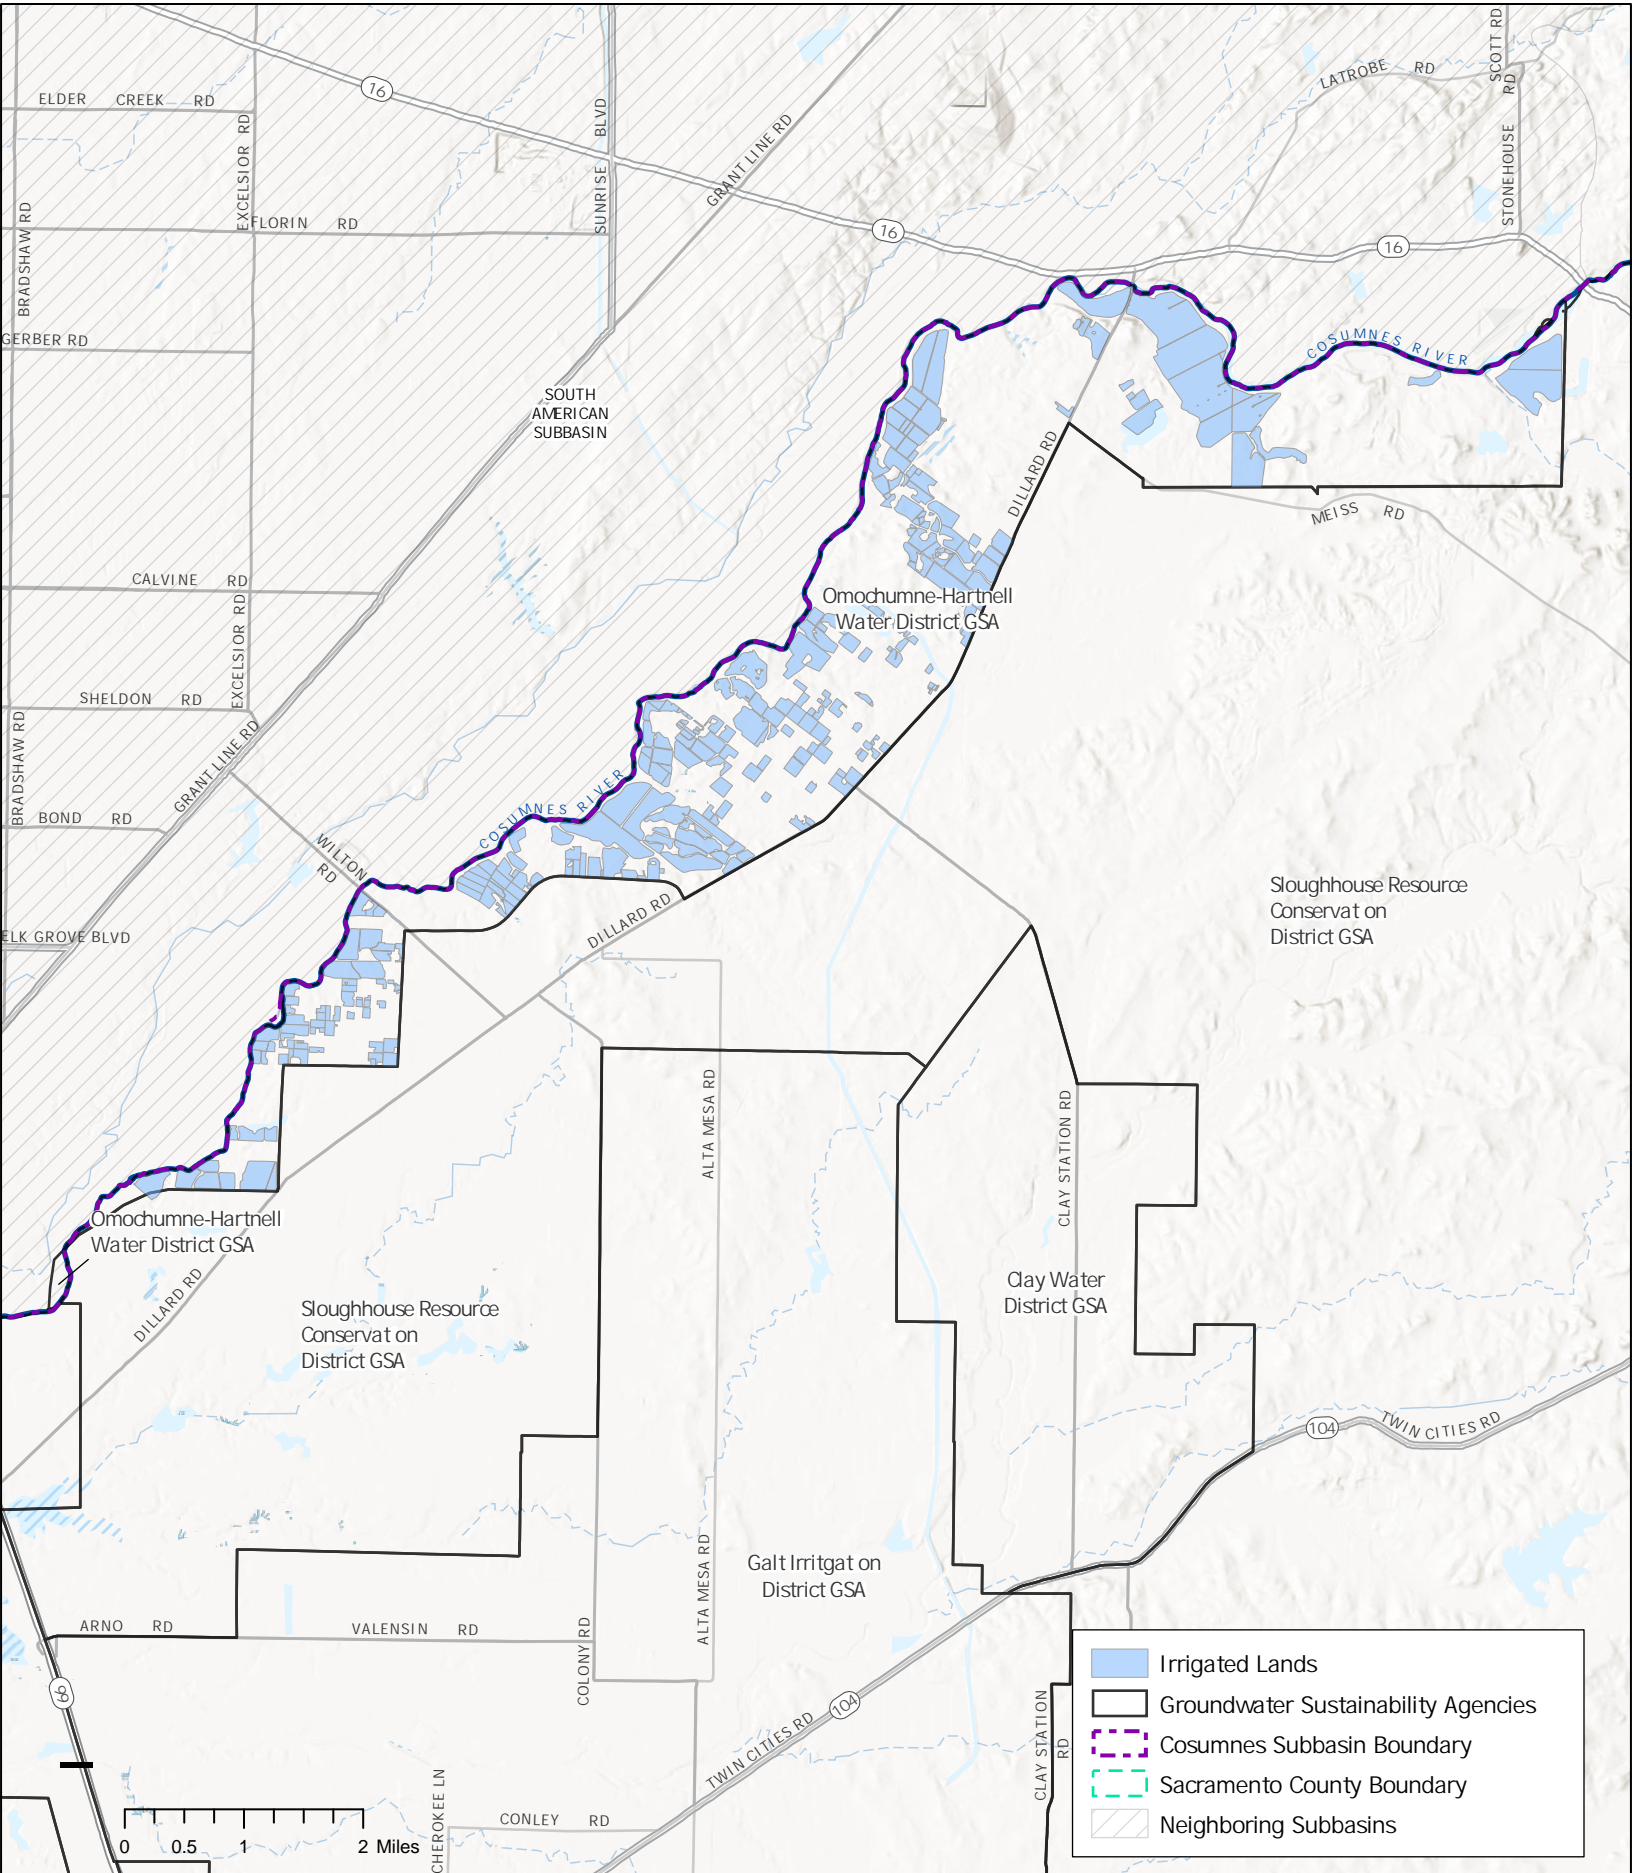 SCOTT RD
LATROBE RD
16
ELDER CREEK RD
SUNRISE BLVD
GRANT LINE RD
EXCELSIOR RD
STONEHOUSE RD
BRADSHAW RD
FLORIN RD
16
16
GERBER RD
COSUMNES RIVER
SOUTH
AMERICAN
SUBBASIN
DILLARD RD
MEISS RD
CALVINE RD
EXCELSIOR RD
Omochumne-Hartnell
Water District GSA
SHELDON RD
BRADSHAW RD
GRANT LINE RD
BOND RD
COSUMNES RIVER
WILTON
RD
Sloughhouse Resource
Conservat on
District GSA
ELK GROVE BLVD
DILLARD RD
ALTA MESA RD
CLAY STATION RD
Omochumne-Hartnell
Water District GSA
DILLARD RD
Clay Water
District GSA
Sloughhouse Resource
Conservat on
District GSA
104
TWIN CITIES RD
ALTA MESA RD
Galt Irritgat on
District GSA
ARNO RD
VALENSIN RD
COLONY RD
99
104
TWIN CITIES RD
CLAY STATION
RD
CHEROKEE LN
CONLEY RD
0 0.5 1 2 Miles
Irrigated Lands
Groundwater Sustainability Agencies
Cosumnes Subbasin Boundary
Sacramento County Boundary
Neighboring Subbasins